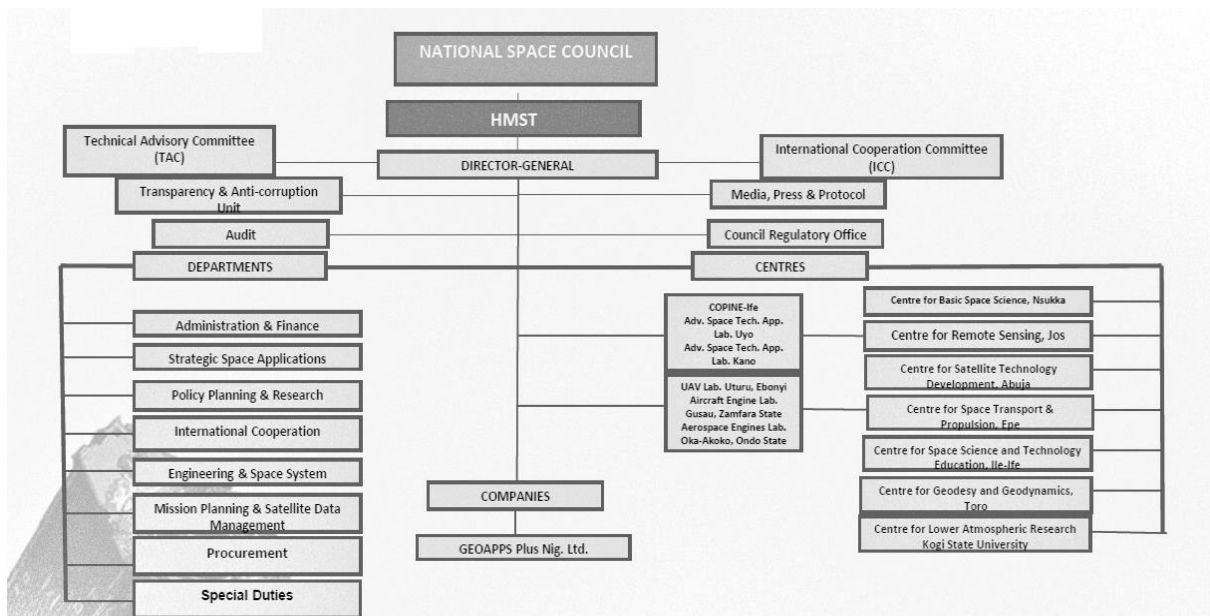 NATIONAL SPACE COUNCIL
HMST
Technical Advisory Committee
(TAC)
DIRECTOR-GENERAL
International Cooperation Committee
(ICC)
Transparency & Anti-corruption
Unit
Media, Press & Protocol
Audit
Council Regulatory Office
DEPARTMENTS
CENTRES
Administration & Finance
Strategic Space Applications
Policy Planning & Research
International Cooperation
Engineering & Space System
Mission Planning & Satellite Data
Management
Procurement
Special Duties
COMPANIES
GEOAPPS Plus Nig. Ltd.
COPINE-Ife
Adv. Space Tech. App.
Lab. Uyo
Adv. Space Tech. App.
Lab. Kano
UAV Lab. Uturu, Ebonyi
Aircraft Engine Lab.
Gusau, Zamfara State
Aerospace Engines Lab.
Oka-Akoko, Ondo State
Centre for Basic Space Science, Nsukka
Centre for Remote Sensing, Jos
Centre for Satellite Technology
Development, Abuja
Centre for Space Transport &
Propulsion, Epe
Centre for Space Science and Technology
Education, Ile-Ife
Centre for Geodesy and Geodynamics,
Toro
Centre for Lower Atmospheric Research
Kogi State University